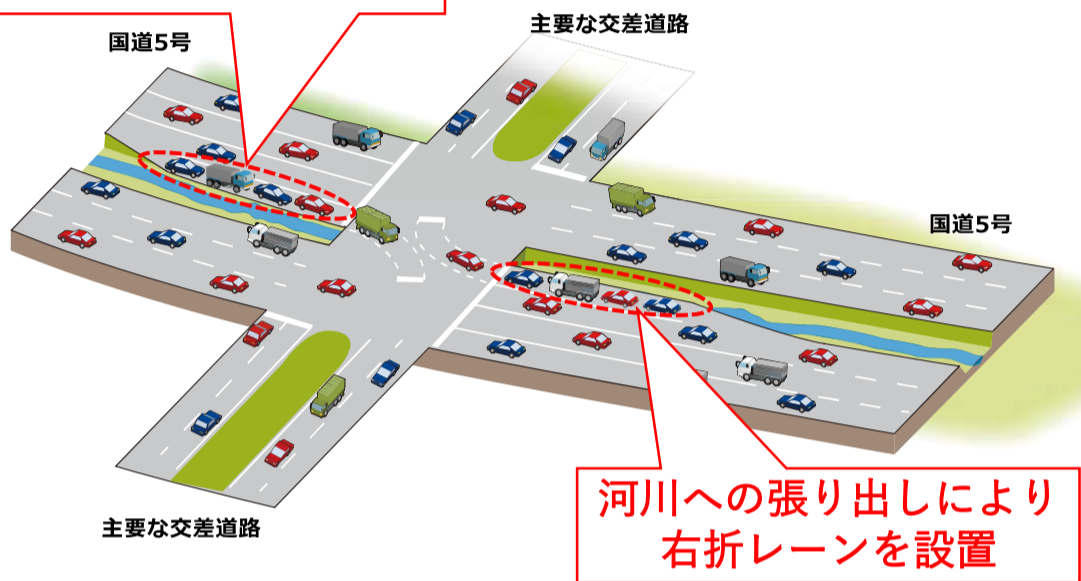 主要な交差道路
国道5号
国道5号
主要な交差道路
河川への張り出しにより
右折レーンを設置